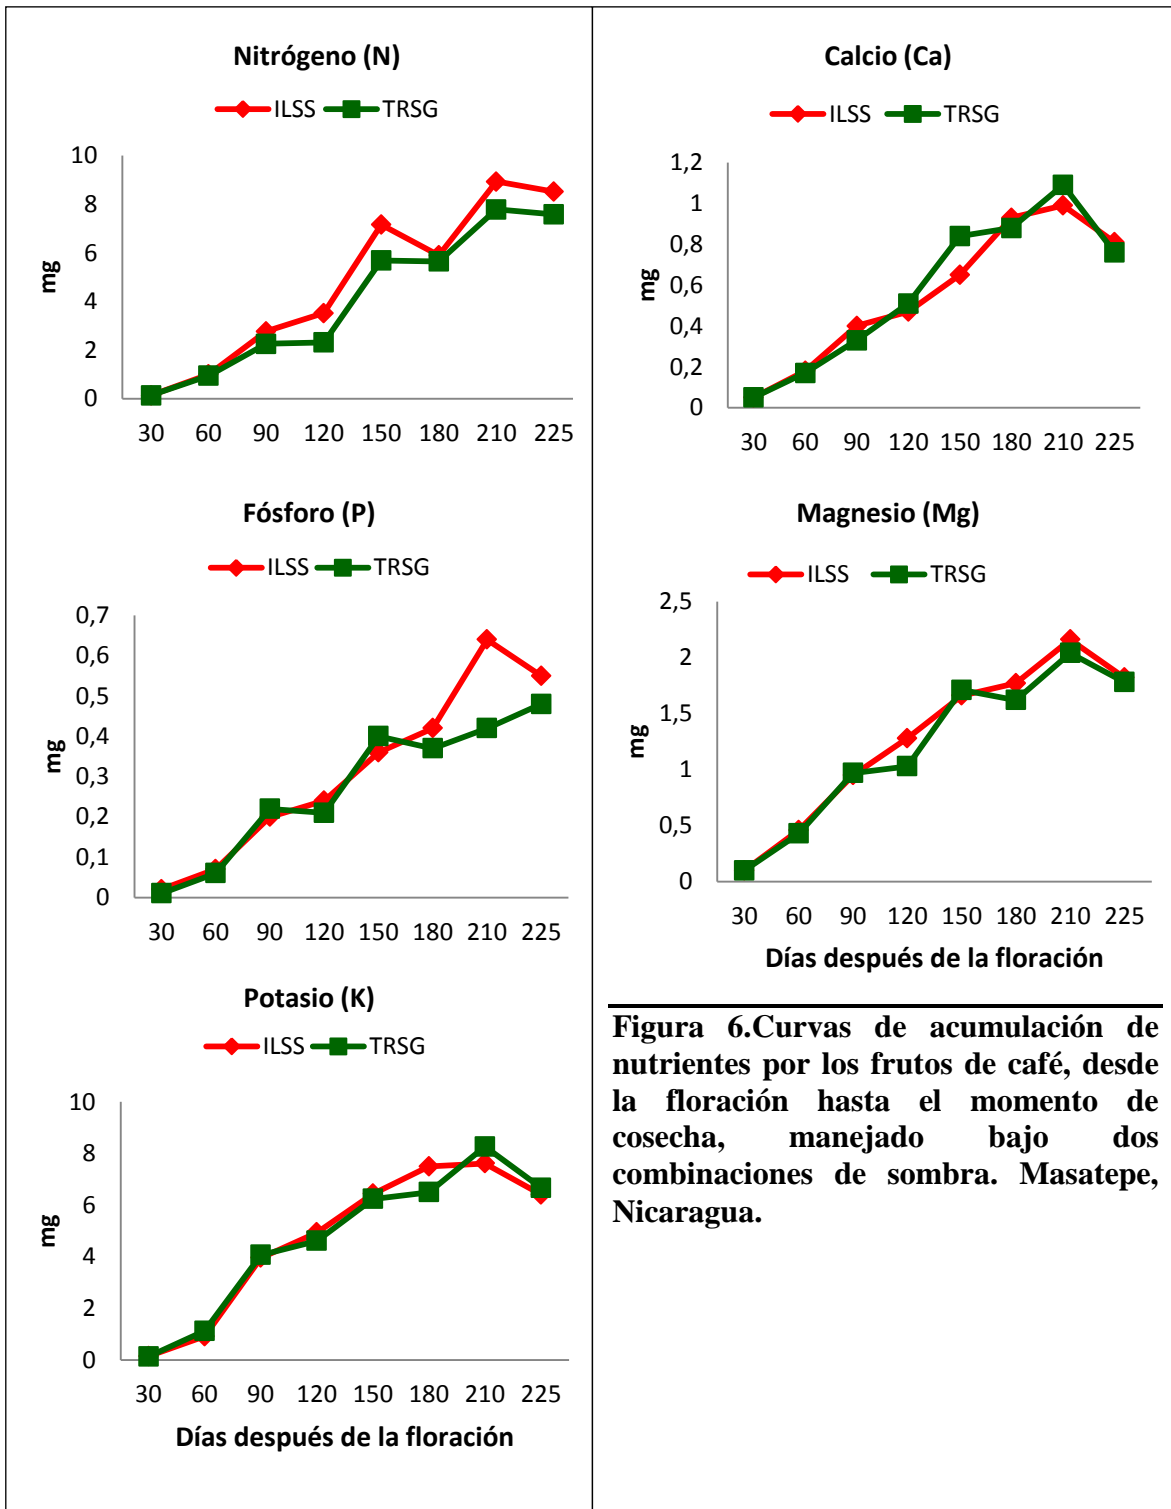 Nitrógeno (N)
ILSS TRSG
10
8
6
4
2
0
mg
30 60 90 120 150 180 210 225
Fósforo (P)
ILSS TRSG
0,7
0,6
0,5
0,4
0,3
0,2
0,1
0
mg
30 60 90 120 150 180 210 225
Potasio (K)
ILSS TRSG
10
8
6
4
2
0
mg
30 60 90 120 150 180 210 225
Días después de la floración
Calcio (Ca)
ILSS TRSG
1,2
1
0,8
0,6
0,4
0,2
0
mg
30 60 90 120 150 180 210 225
Magnesio (Mg)
ILSS TRSG
2,5
2
1,5
1
0,5
0
mg
30 60 90 120 150 180 210 225
Días después de la floración
Figura 6.Curvas de acumulación de
nutrientes por los frutos de café, desde
la floración hasta el momento de
cosecha, manejado bajo dos
combinaciones de sombra. Masatepe,
Nicaragua.